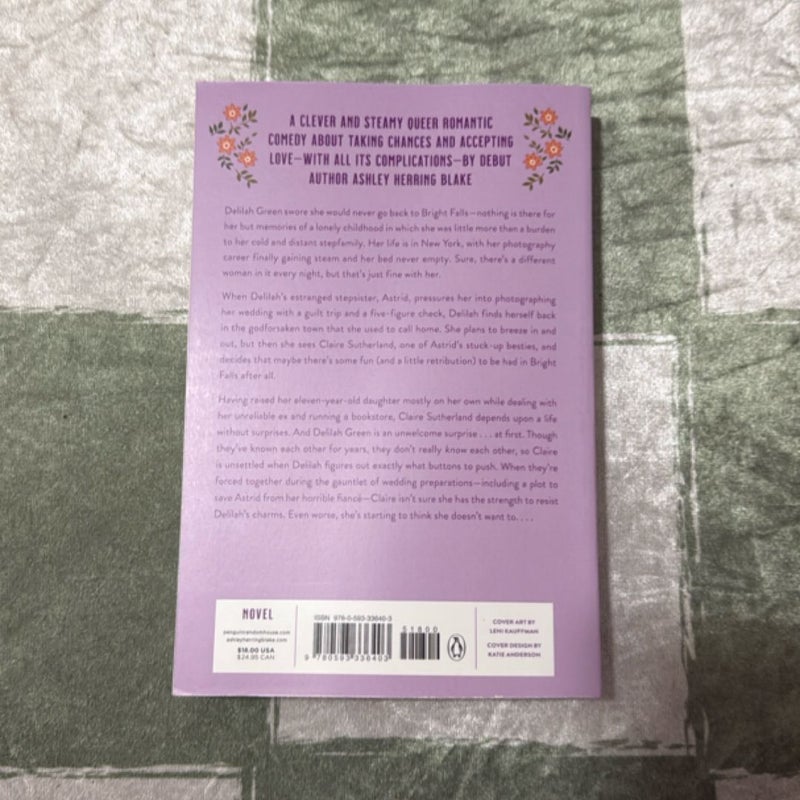 A CLEVER AND STEAMY QUEER ROMANTIC
COMEDY ABOUT TAKING CHANCES AND ACCEPTING
LOVE—WITH ALL ITS COMPLICATIONS—BY DEBUT
AUTHOR ASHLEY HERRING BLAKE
Delilah Green swore she would never go back to Bright Falls—nothing is there for
her but memories of a lonely childhood in which she was little more than a burden
to her cold and distant stepfamily. Her life is in New York, with her photography
career finally gaining steam and her bed never empty. Sure, there's a different
woman in it every night, but that's just fine with her.
When Delilah's estranged stepsister, Astrid, pressures her into photographing
her wedding with a guilt trip and a five-figure check, Delilah finds herself back
in the godforsaken town that she used to call home. She plans to breeze in and
out, but then she sees Claire Sutherland, one of Astrid's stuck-up besties, and
decides that maybe there's some fun (and a little retribution) to be had in Bright
Falls after all.
Having raised her eleven-year-old daughter mostly on her own while dealing with
her unreliable ex and running a bookstore, Claire Sutherland depends upon a life
without surprises. And Delilah Green is an unwelcome surprise . . . at first. Though
they've known each other for years, they don't really know each other, so Claire
is unsettled when Delilah figures out exactly what buttons to push. When they're
forced together during the gauntlet of wedding preparations—including a plot to
save Astrid from her horrible fiancé—Claire isn't sure she has the strength to resist
Delilah's charms. Even worse, she's starting to think she doesn't want to. . . .
NOVEL
penguinrandomhouse.com
ashleyherringblake.com
$18.00 USA
$24.95 CAN
ISBN 978-0-593-33640-3
51800
9 780593 336403
COVER ART BY
LENI KAUFFMAN
COVER DESIGN BY
KATIE ANDERSON